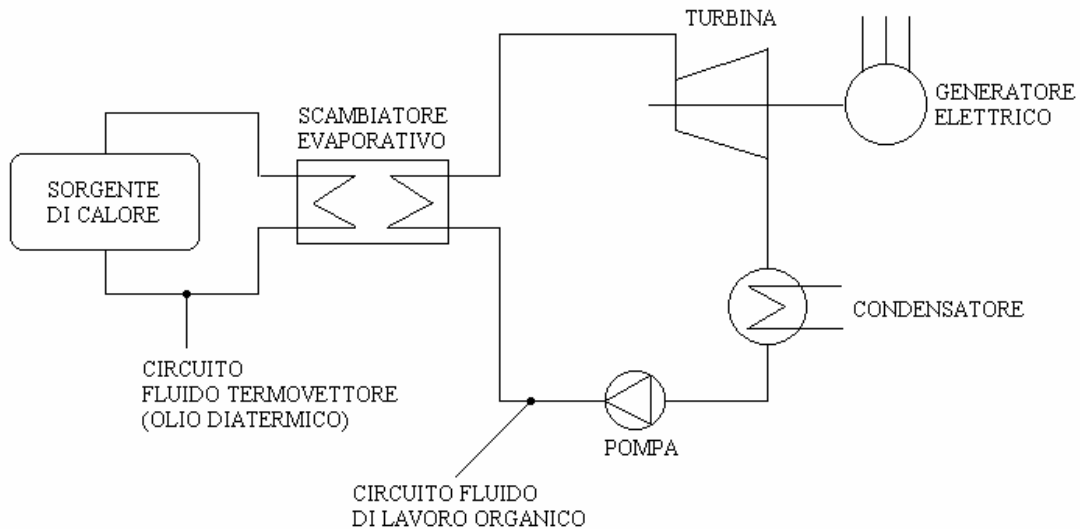 TURBINA
GENERATORE
ELETTRICO
SCAMBIATORE
EVAPORATIVO
SORGENTE
DI CALORE
CONDENSATORE
CIRCUITO
FLUIDO TERMOVETTORE
(OLIO DIATERMICO)
POMPA
CIRCUITO FLUIDO
DI LAVORO ORGANICO